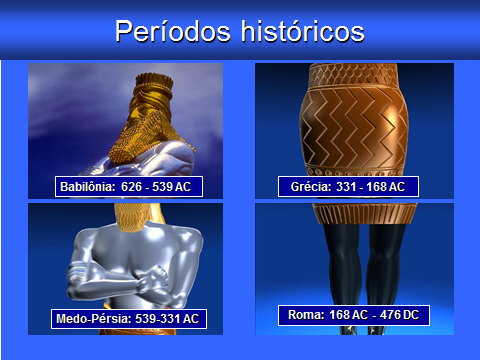 Períodos históricos
Babilônia: 626 - 539 AC
Grécia: 331 - 168 AC
Medo-Pérsia: 539-331 AC
Roma: 168 AC - 476 DC